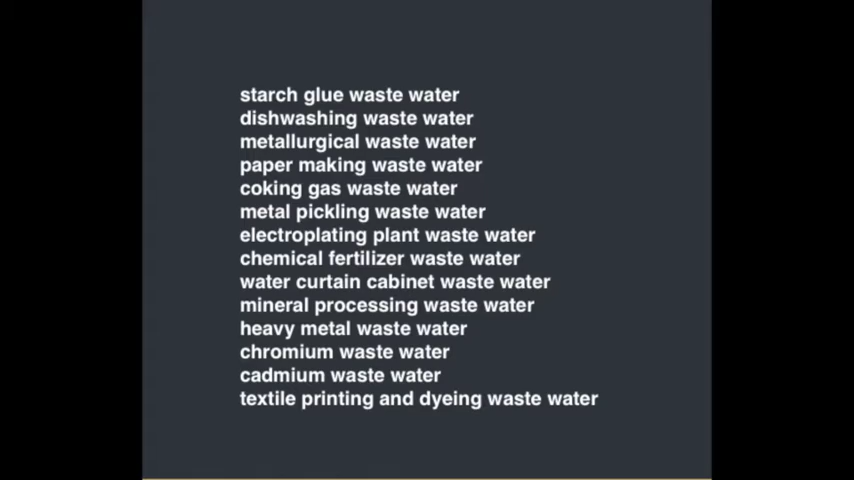 starch glue waste water
dishwashing waste water
metallurgical waste water
paper making waste water
coking gas waste water
metal pickling waste water
electroplating plant waste water
chemical fertilizer waste water
water curtain cabinet waste water
mineral processing waste water
heavy metal waste water
chromium waste water
cadmium waste water
textile printing and dyeing waste water